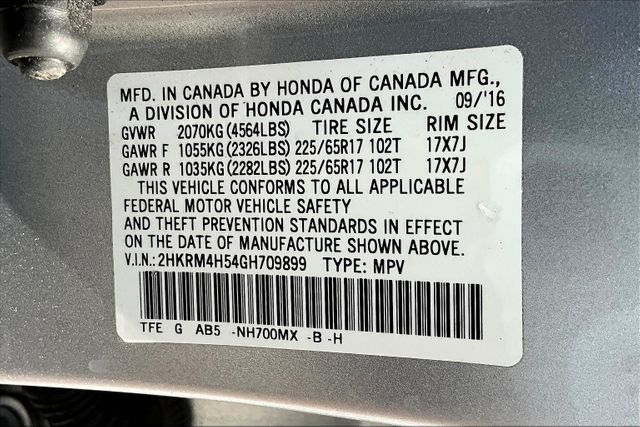 MFD. IN CANADA BY HONDA OF CANADA MFG.,
A DIVISION OF HONDA CANADA INC. 09/'16
GVWR 2070KG(4564LBS) TIRE SIZE RIM SIZE
GAWR F 1055KG(2326LBS) 225/65R17 102T 17X7J
GAWR R 1035KG(2282LBS) 225/65R17 102T 17X7J
THIS VEHICLE CONFORMS TO ALL APPLICABLE
FEDERAL MOTOR VEHICLE SAFETY
AND THEFT PREVENTION STANDARDS IN EFFECT
ON THE DATE OF MANUFACTURE SHOWN ABOVE.
V.I.N.: 2HKRM4H54GH709899 TYPE: MPV
TFE G AB5 -NH700MX -B -H